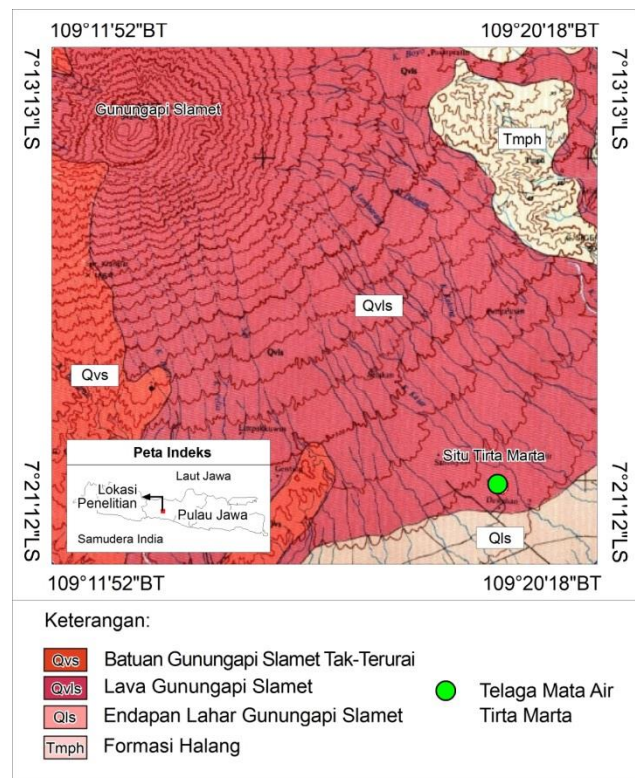 109°11'52"BT 109°20'18"BT
7°13'13"LS 7°13'13"LS
Gunungapi Slamet
Qvls
Tmph
Qvls
Qvls
Qvs
Situ Tirta Marta
Qls
Peta Indeks
Laut Jawa
Lokasi
Penelitian
Pulau Jawa
Samudera India
7°21'12"LS 7°21'12"LS
109°11'52"BT 109°20'18"BT
Keterangan:
Qvs Batuan Gunungapi Slamet Tak-Terurai
Qvls Lava Gunungapi Slamet
Qls Endapan Lahar Gunungapi Slamet
Tmph Formasi Halang
Telaga Mata Air
Tirta Marta